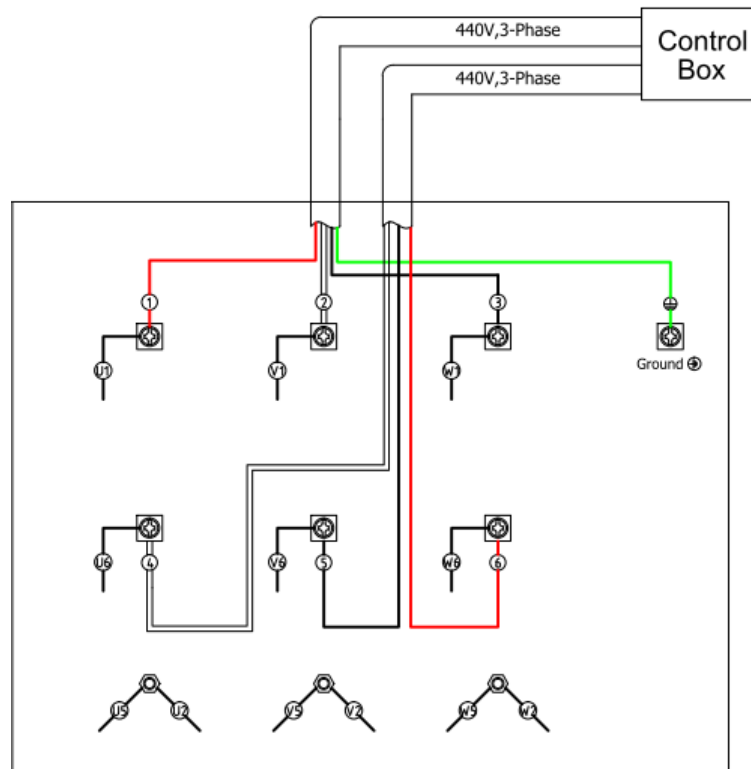 440V,3-Phase
Control
Box
440V,3-Phase
1
2
3
U1
V1
W1
Ground
U6
4
V6
5
W6
6
U5
U2
V5
V2
W5
W2